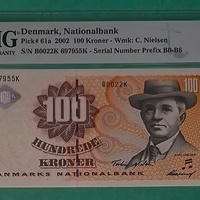 Denmark, Nationalbank
Pick# 61a 2002 100 Kroner - Wmk: C. Nielsen
S/N B0022K 697955K - Serial Number Prefix B0-B8
B0022K
100
100
HUNDREDE
KRONER
DANMARKS NATIONALBANK